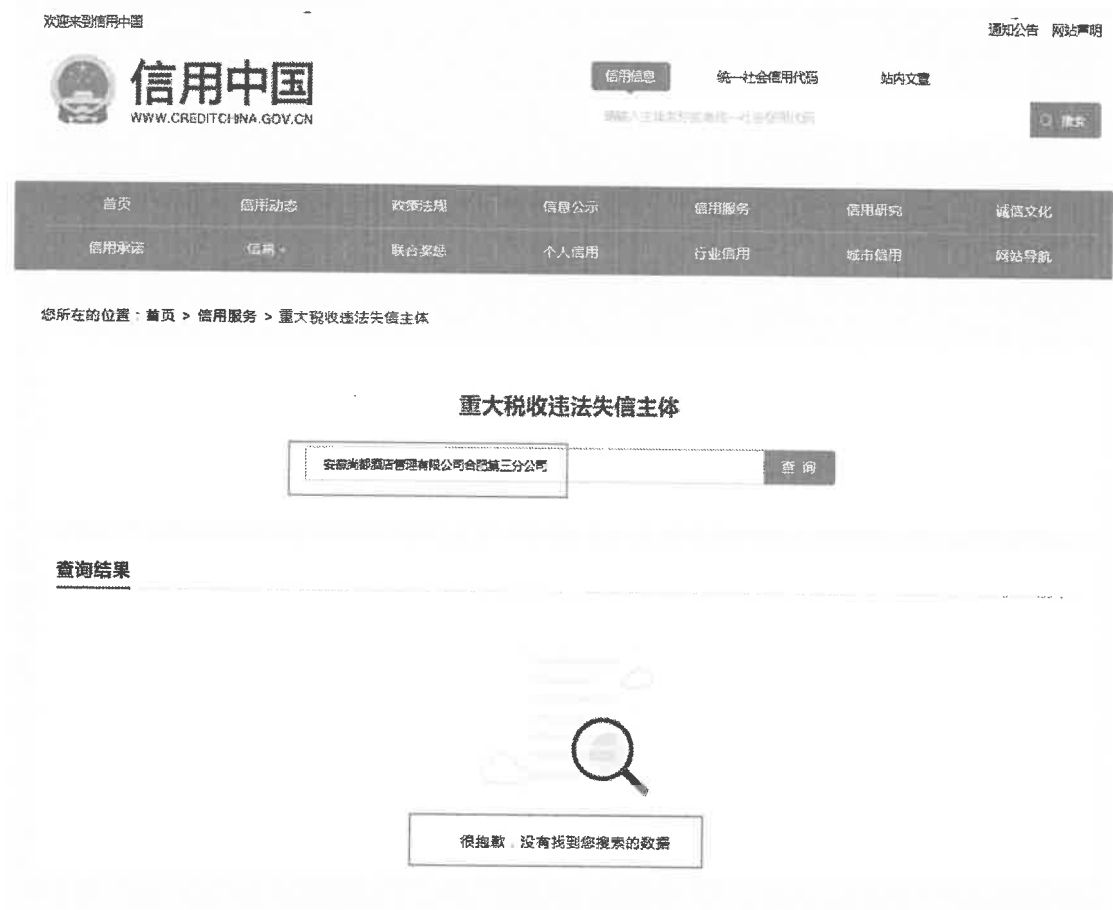 欢迎来到信用中国
通知公告 网站声明
信用中国
WWW.CREDITCHINA.GOV.CN
信用信息 统一社会信用代码 站内文章
搜索
首页 信用动态 政策法规 信息公示 信用服务 信用研究 诚信文化
信用承诺 信易+ 联合奖惩 个人信用 行业信用 城市信用 网站导航
您所在的位置：首页 > 信用服务 > 重大税收违法失信主体
重大税收违法失信主体
安徽尚都酒店管理有限公司合肥第三分公司
查询
查询结果
很抱歉，没有找到您搜索的数据